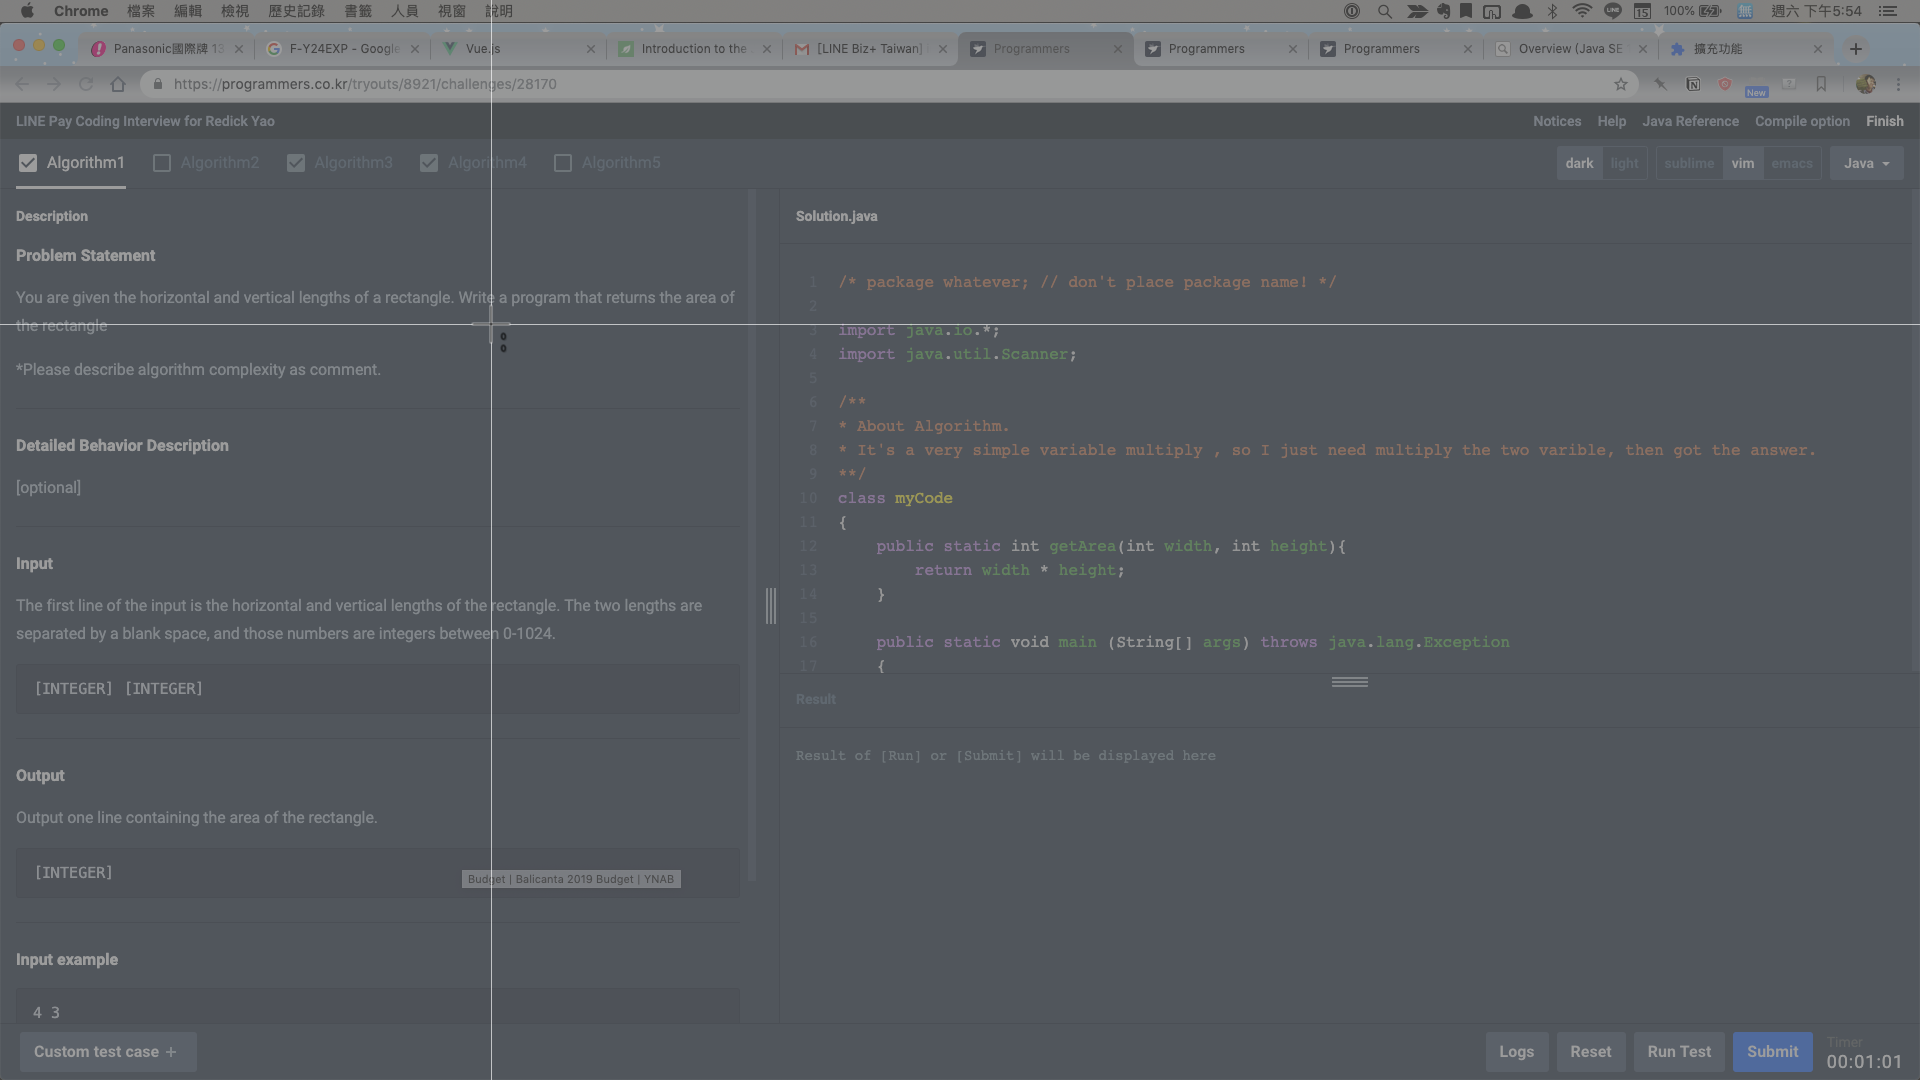 Chrome 檔案 編輯 檢視 歷史記錄 書籤 人員 視窗 說明 15 100% 無 週六 下午5:54
Panasonic國際牌 13 F-Y24EXP - Google Vue.js Introduction to the [LINE Biz+ Taiwan] Programmers Programmers Programmers Overview (Java SE 擴充功能
https://programmers.co.kr/tryouts/8921/challenges/28170 New
LINE Pay Coding Interview for Redick Yao Notices Help Java Reference Compile option Finish
Algorithm1 Algorithm2 Algorithm3 Algorithm4 Algorithm5 dark light sublime vim emacs Java
Description
Problem Statement
You are given the horizontal and vertical lengths of a rectangle. Write a program that returns the area of
the rectangle
*Please describe algorithm complexity as comment.
Detailed Behavior Description
[optional]
Input
The first line of the input is the horizontal and vertical lengths of the rectangle. The two lengths are
separated by a blank space, and those numbers are integers between 0-1024.
[INTEGER] [INTEGER]
Output
Output one line containing the area of the rectangle.
[INTEGER]
Budget | Balicanta 2019 Budget | YNAB
Input example
4 3
Custom test case +
0
0
Solution.java
1 /* package whatever; // don't place package name! */
2
3 import java.io.*;
4 import java.util.Scanner;
5
6 /**
7 * About Algorithm.
8 * It's a very simple variable multiply , so I just need multiply the two varible, then got the answer.
9 **/
10 class myCode
11 {
12 public static int getArea(int width, int height){
13 return width * height;
14 }
15
16 public static void main (String[] args) throws java.lang.Exception
17 {
Result
Result of [Run] or [Submit] will be displayed here
Logs Reset Run Test Submit Timer
00:01:01